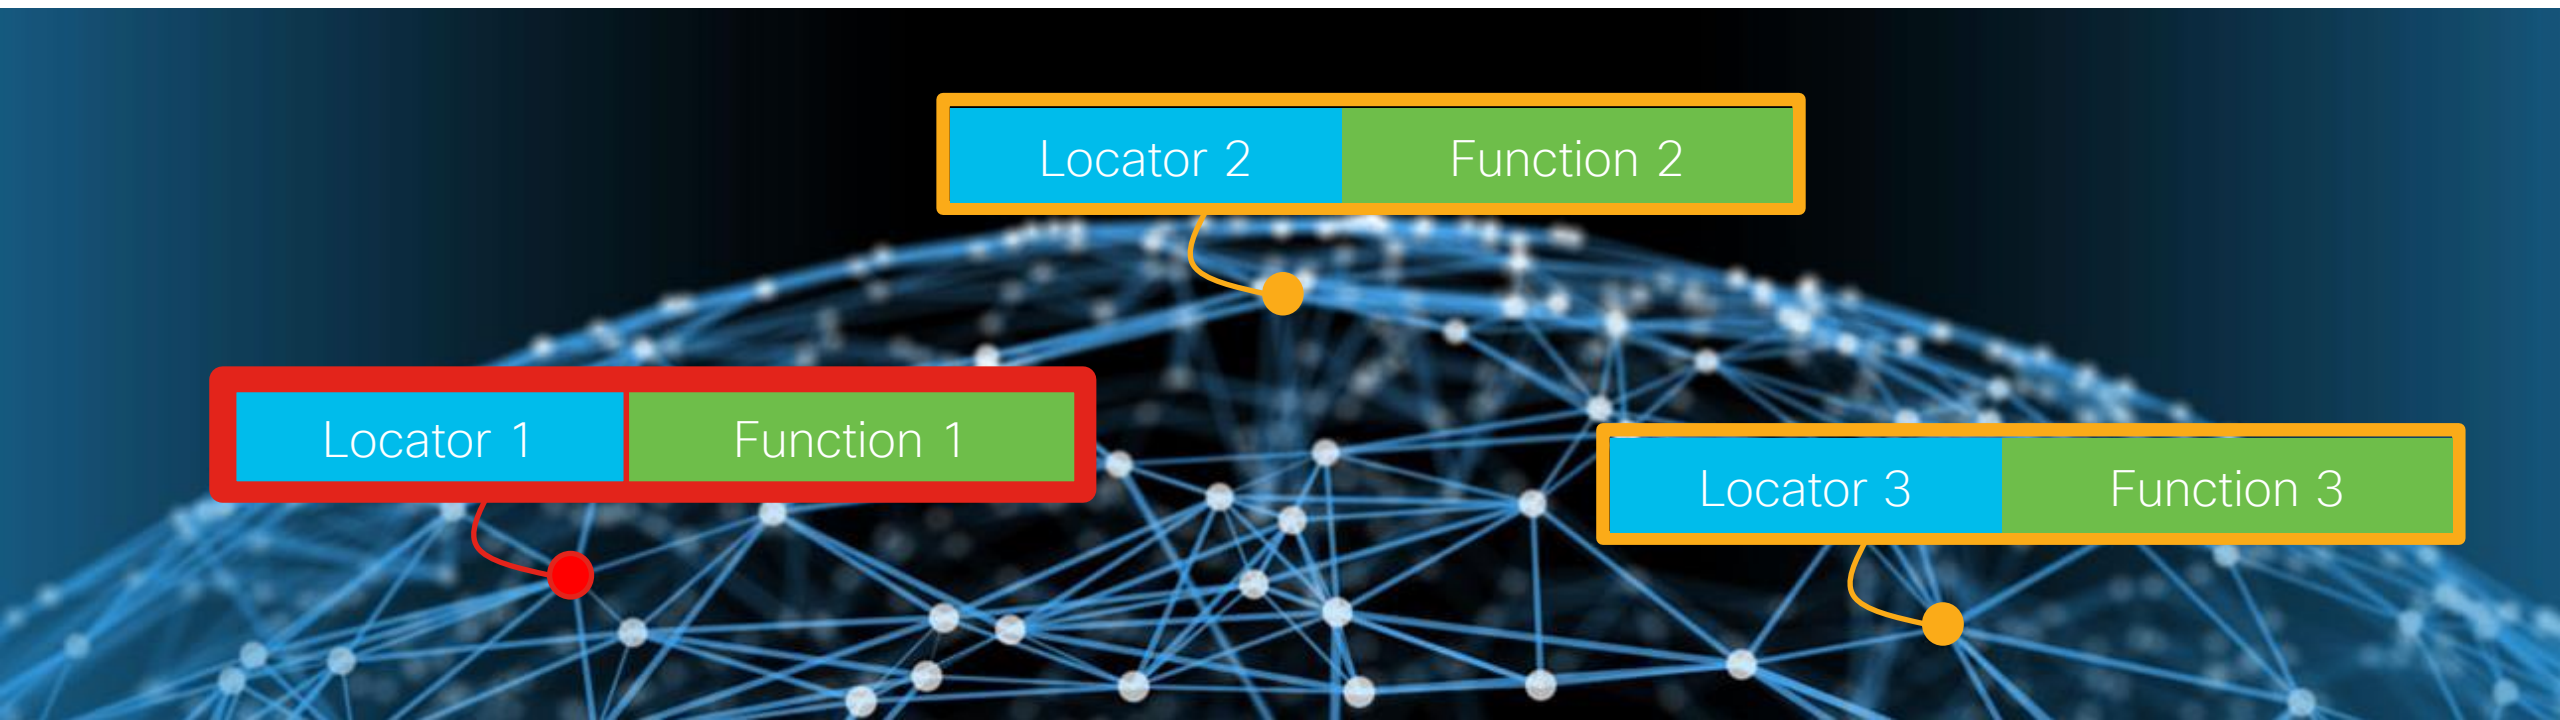 Locator 2 Function 2
Locator 1 Function 1
Locator 3 Function 3